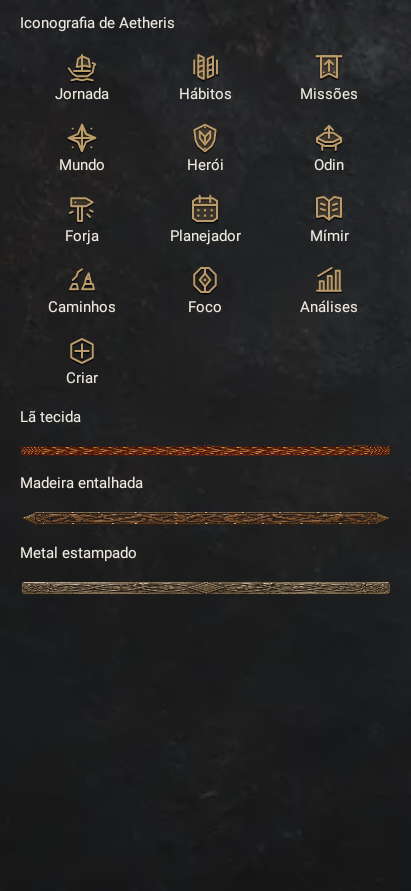 Iconografia de Aetheris
Jornada Hábitos Missões
Mundo Herói Odin
Forja Planejador Mímir
Caminhos Foco Análises
Criar
Lã tecida
Madeira entalhada
Metal estampado